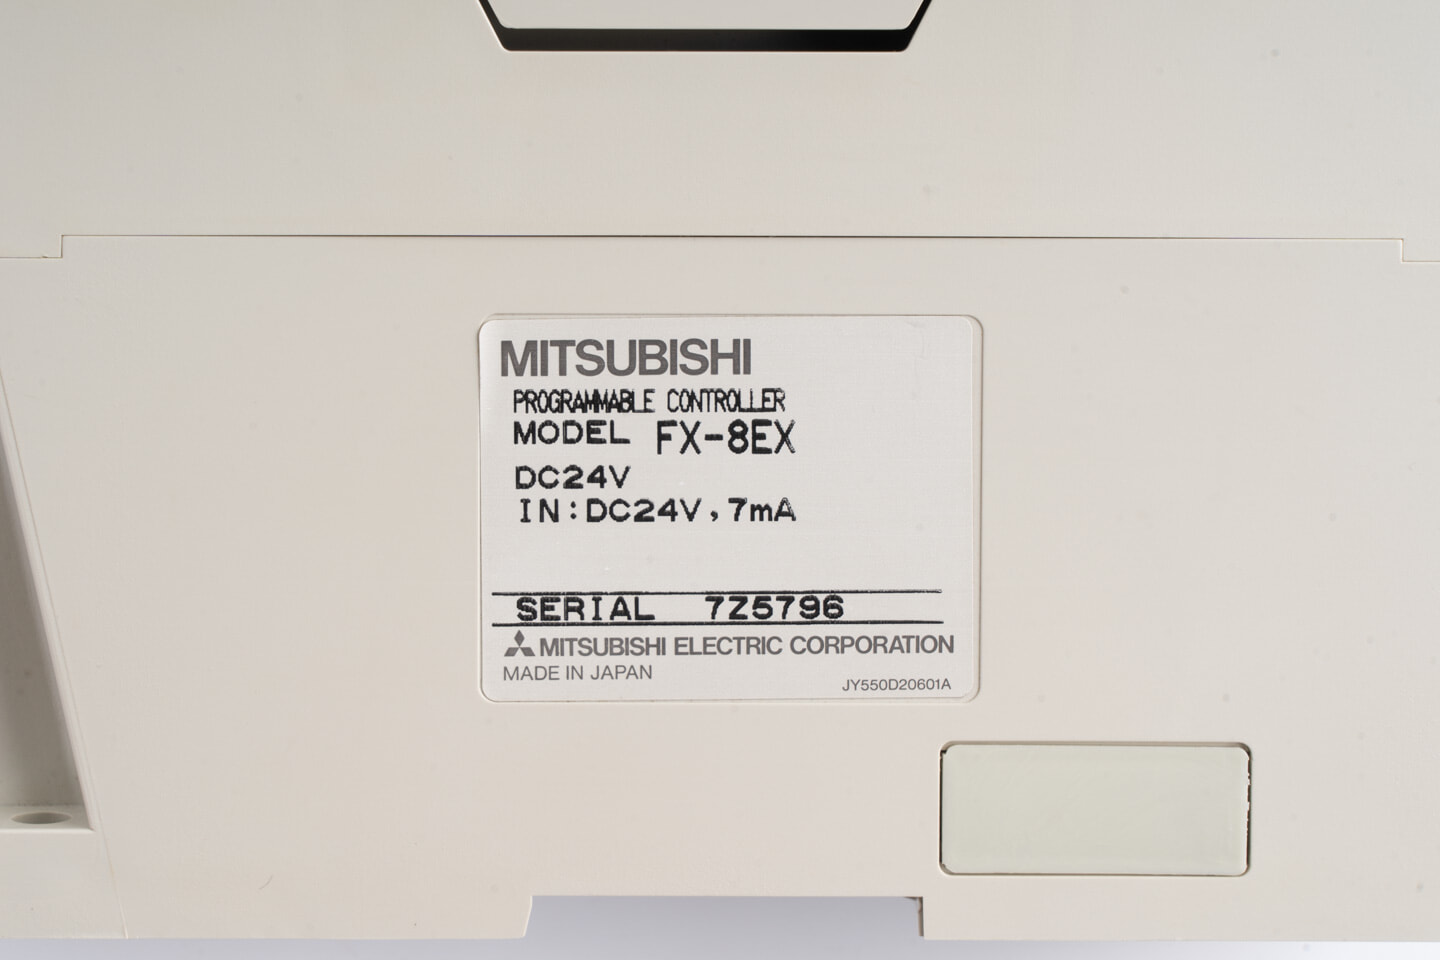 MITSUBISHI
PROGRAMMABLE CONTROLLER
MODEL FX-8EX
DC24V
IN:DC24V, 7mA
SERIAL 7Z5796
MITSUBISHI ELECTRIC CORPORATION
MADE IN JAPAN
JY550D20601A